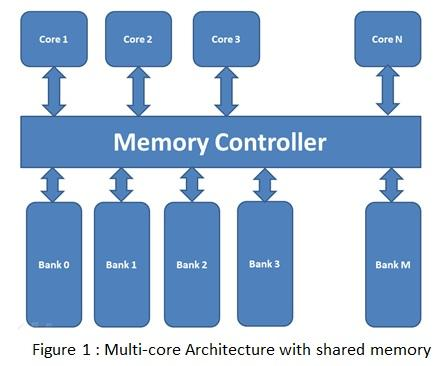 Core 1 Core 2 Core 3 Core N
Memory Controller
Bank 0 Bank 1 Bank 2 Bank 3 Bank M
Figure 1 : Multi-core Architecture with shared memory